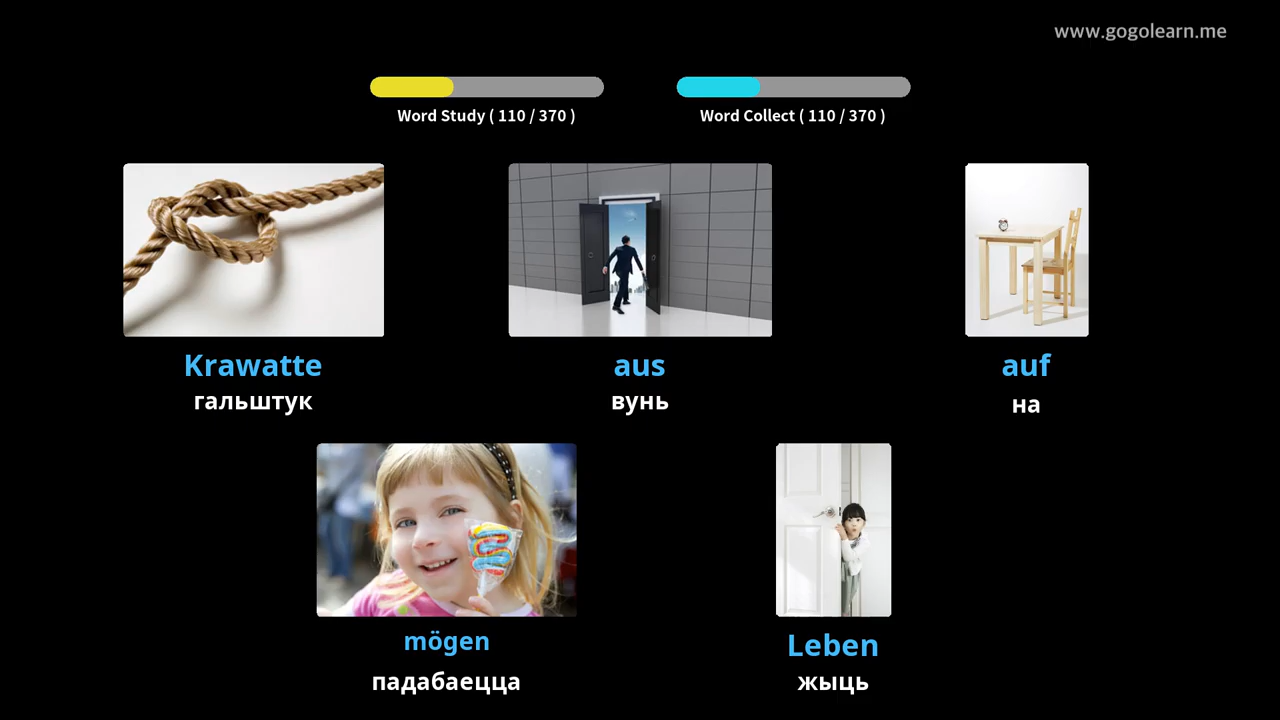 www.gogolearn.me
Word Study ( 110 / 370 )
Word Collect ( 110 / 370 )
Krawatte
гальштук
aus
вунь
auf
на
mögen
падабаецца
Leben
жыць